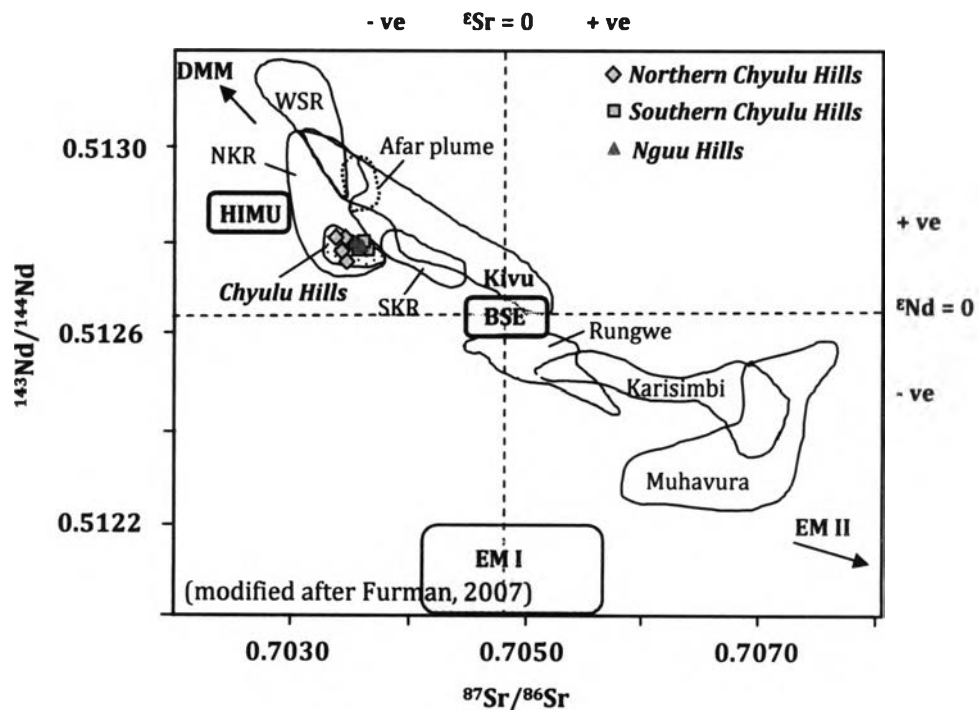 - ve εSr = 0 + ve
DMM
WSR
Northern Chyulu Hills
Southern Chyulu Hills
Nguu Hills
0.5130
NKR
Afar plume
HIMU
+ ve
Chyulu Hills
SKR
Kivu
εNd = 0
BSE
0.5126
Rungwe
Karisimbi
- ve
Muhavura
0.5122
EM II
EM I
(modified after Furman, 2007)
0.7030 0.7050 0.7070
⁸⁷Sr/⁸⁶Sr
¹⁴³Nd/¹⁴⁴Nd